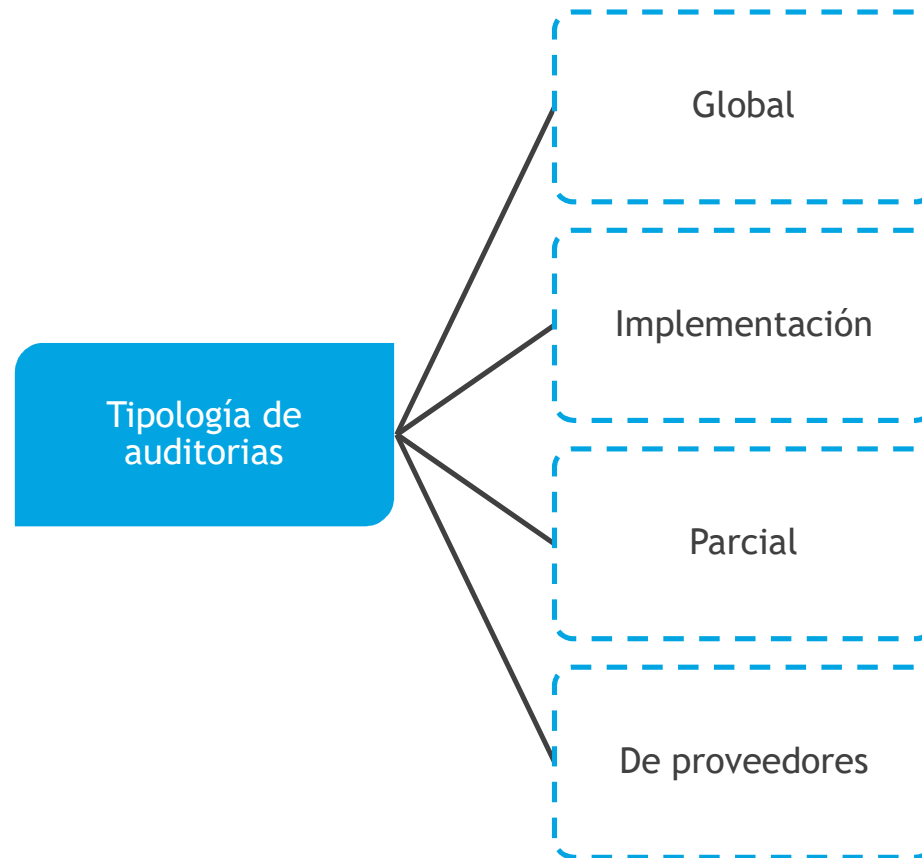 Global
Implementación
Tipología de
auditorias
Parcial
De proveedores